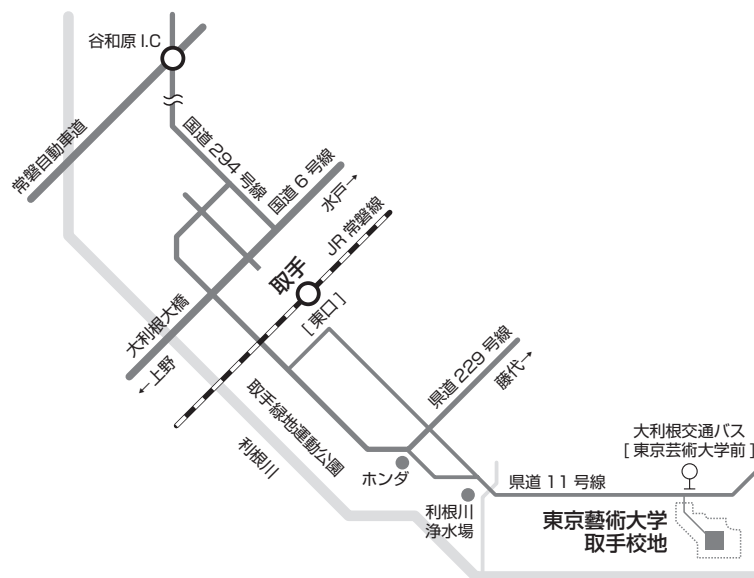 谷和原 I.C
常磐自動車道
国道 294 号線
国道 6 号線
水戸→
JR 常磐線
取手
[ 東口 ]
大利根大橋
←上野
県道 229 号線
藤代→
取手緑地運動公園
利根川
ホンダ
大利根交通バス
[ 東京芸術大学前 ]
県道 11 号線
利根川
浄水場
東京藝術大学
取手校地